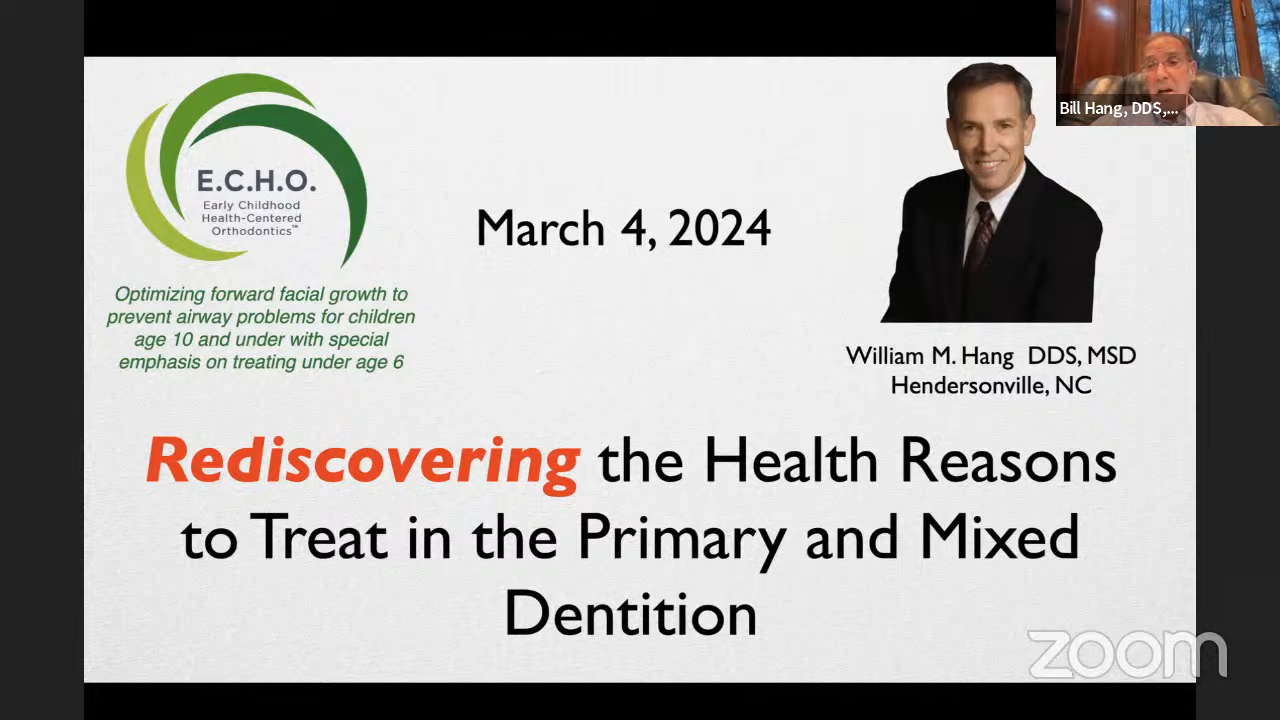 Bill Hang, DDS,...
E.C.H.O.
Early Childhood
Health-Centered
Orthodontics™
March 4, 2024
Optimizing forward facial growth to
prevent airway problems for children
age 10 and under with special
emphasis on treating under age 6
William M. Hang DDS, MSD
Hendersonville, NC
Rediscovering the Health Reasons
to Treat in the Primary and Mixed
Dentition
zoom